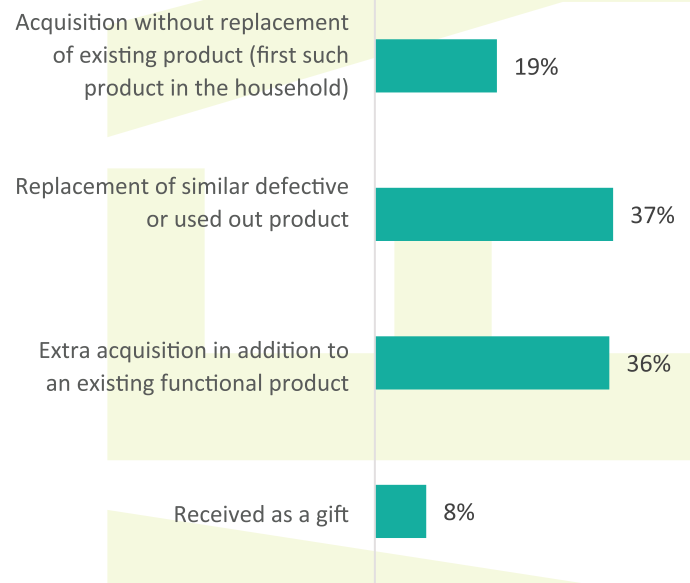 Acquisition without replacement
of existing product (first such
product in the household)
19%
Replacement of similar defective
or used out product
37%
Extra acquisition in addition to
an existing functional product
36%
Received as a gift
8%